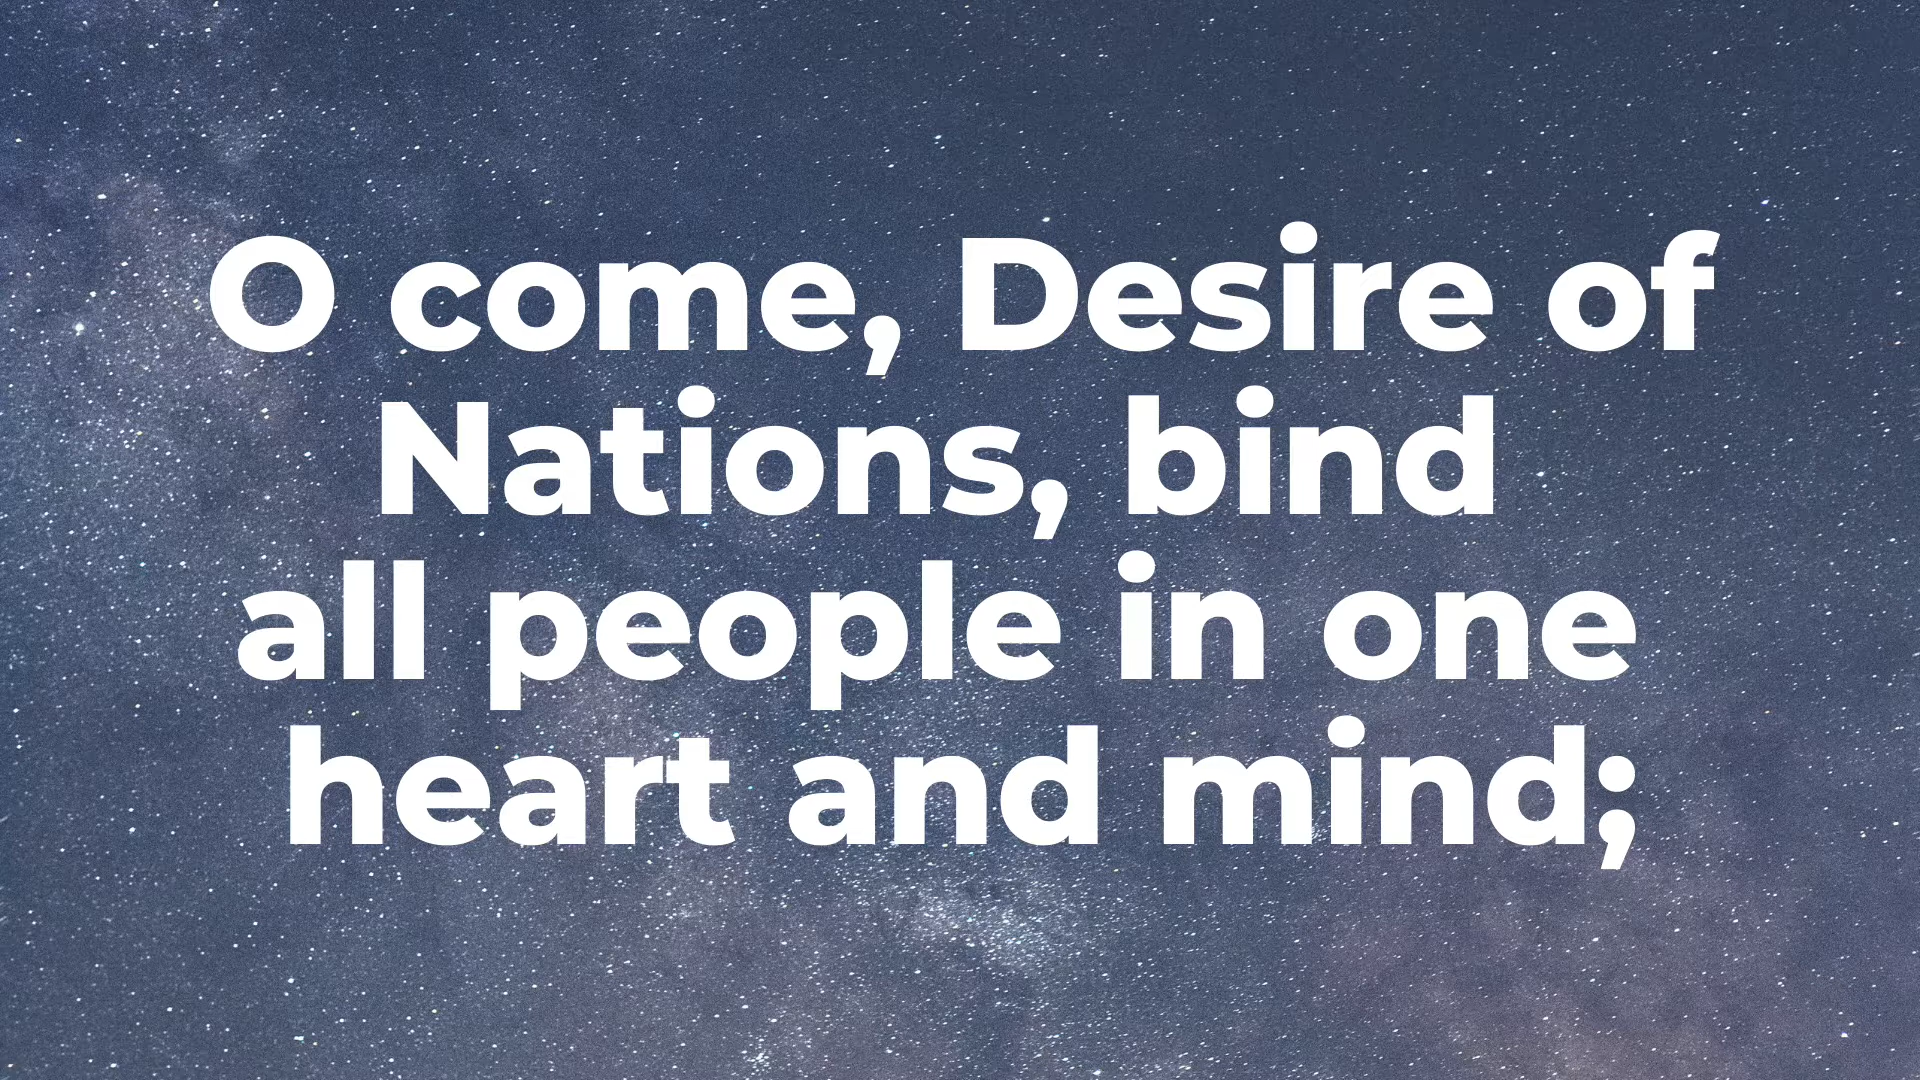 O come, Desire of
Nations, bind
all people in one
heart and mind;